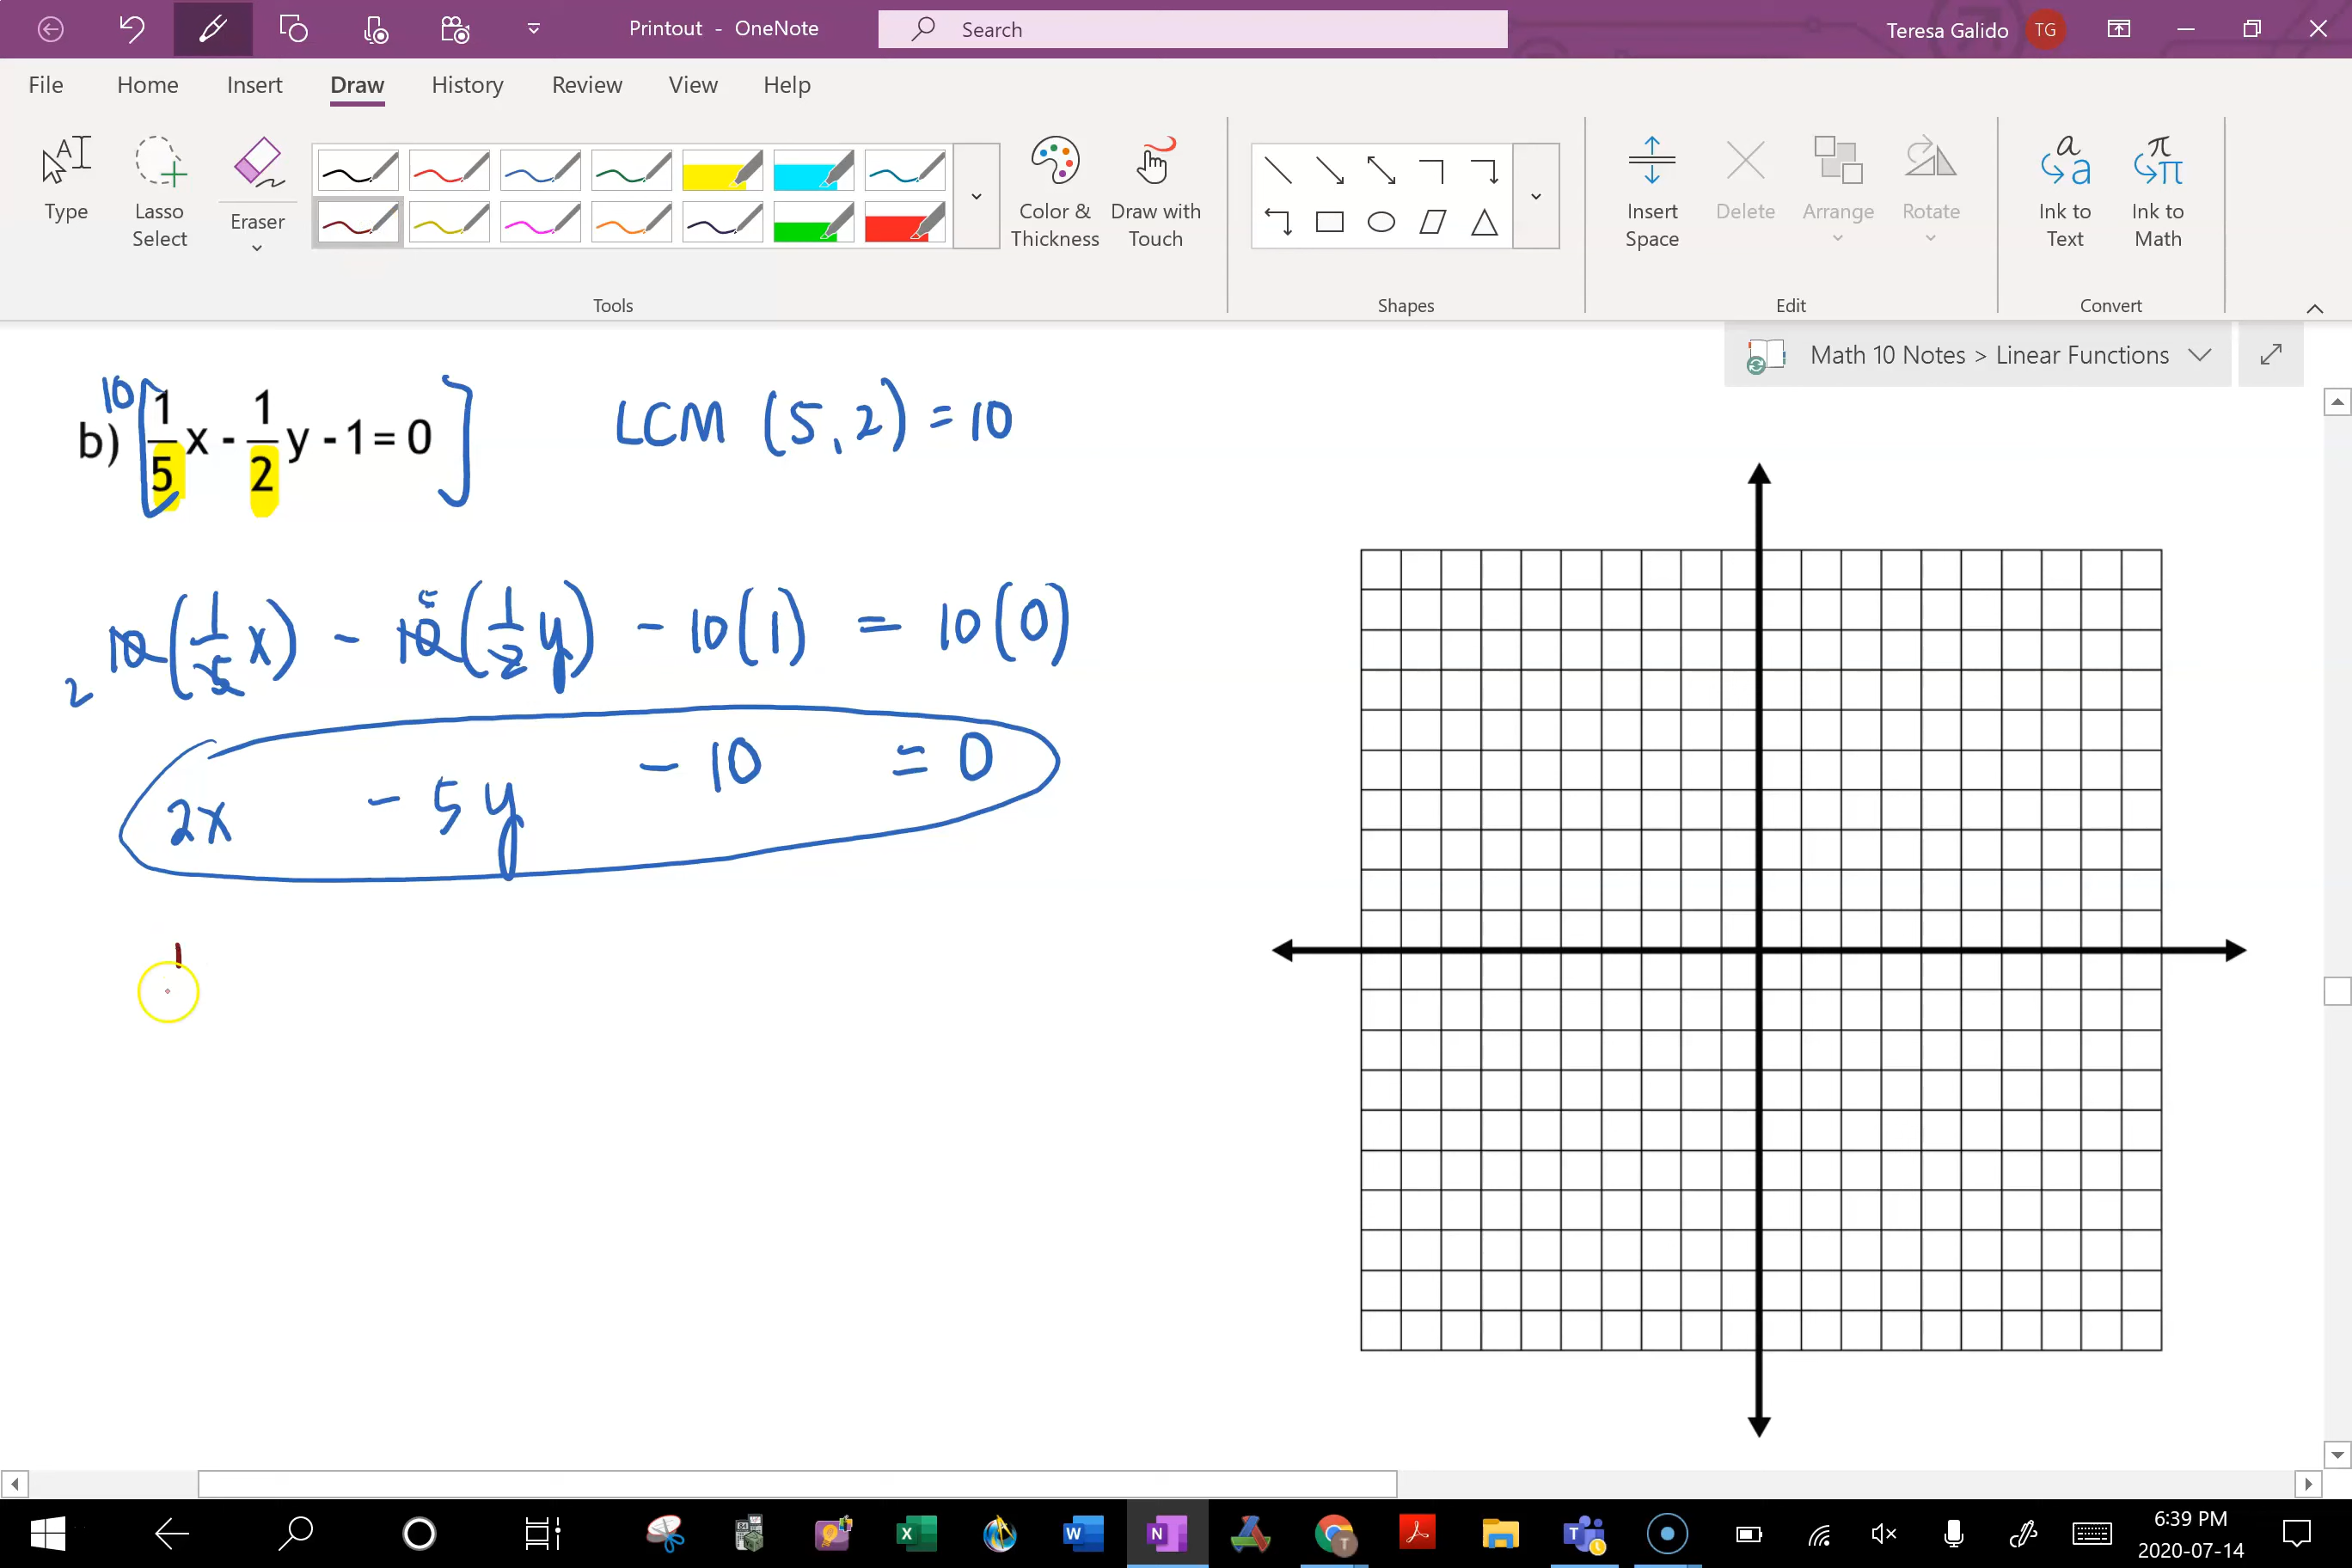 Printout - OneNote
Search
Teresa Galido TG
File Home Insert Draw History Review View Help
Type
Lasso Select
Eraser
Color & Thickness
Draw with Touch
Insert Space
Delete
Arrange
Rotate
Ink to Text
Ink to Math
Tools
Shapes
Edit
Convert
Math 10 Notes > Linear Functions
b) 10[1/5x - 1/2y - 1 = 0]
LCM (5, 2) = 10
2 10(1/5 x) - 5 10(1/2 y) - 10(1) = 10(0)
2x - 5y - 10 = 0
6:39 PM
2020-07-14